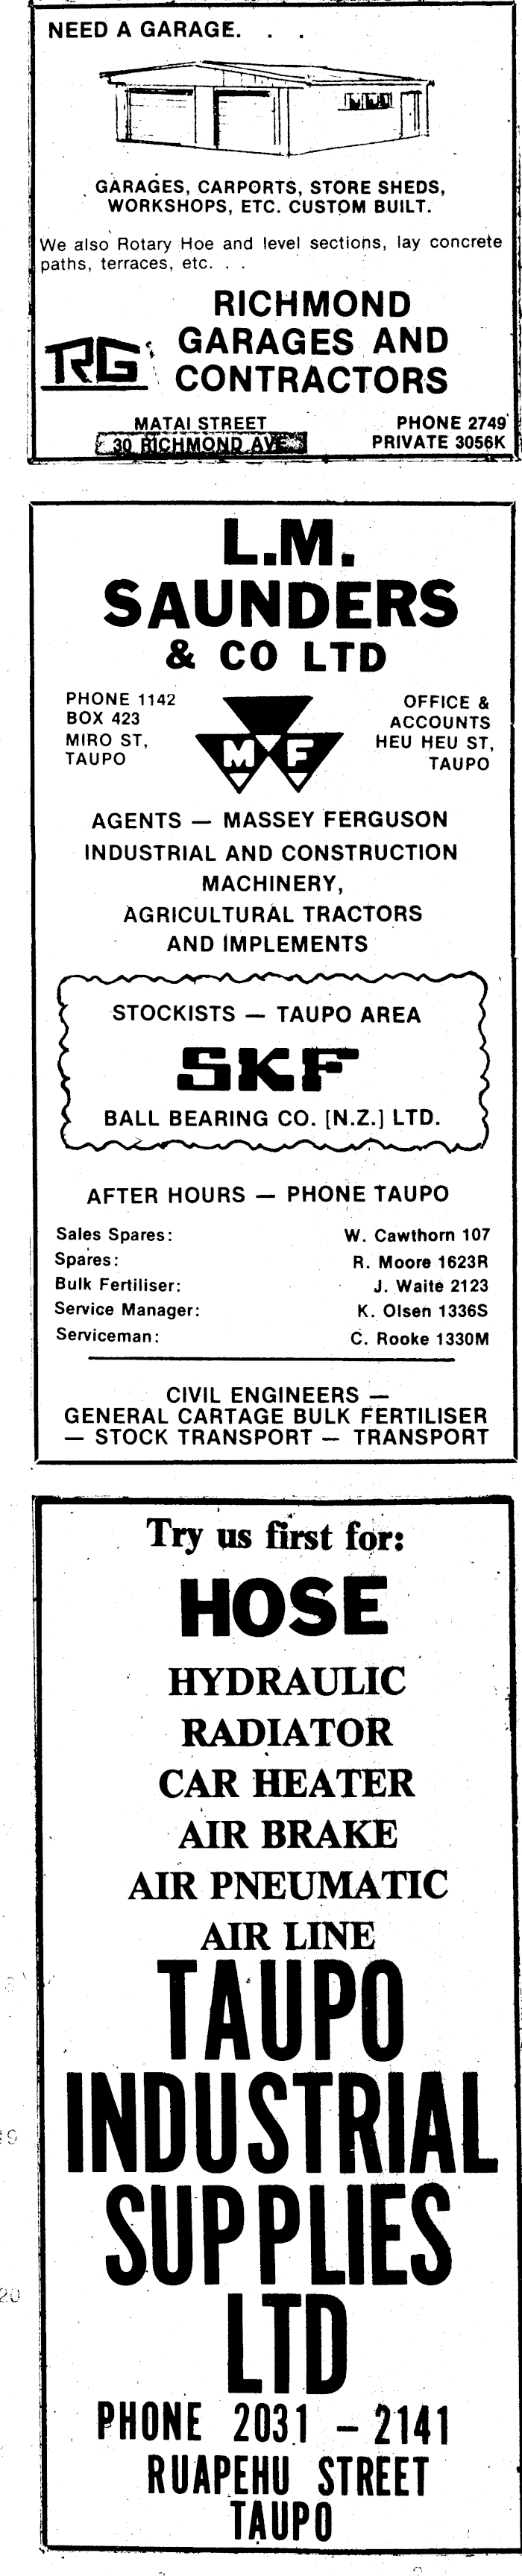 NEED A GARAGE. . .
GARAGES, CARPORTS, STORE SHEDS,
WORKSHOPS, ETC. CUSTOM BUILT.
We also Rotary Hoe and level sections, lay concrete
paths, terraces, etc. . .
RICHMOND
GARAGES AND
CONTRACTORS
RG
MATAI STREET
30 RICHMOND AVE
PHONE 2749
PRIVATE 3056K
L.M.
SAUNDERS
& CO LTD
PHONE 1142
BOX 423
MIRO ST,
TAUPO
MF
OFFICE &
ACCOUNTS
HEU HEU ST,
TAUPO
AGENTS — MASSEY FERGUSON
INDUSTRIAL AND CONSTRUCTION
MACHINERY,
AGRICULTURAL TRACTORS
AND IMPLEMENTS
STOCKISTS — TAUPO AREA
SKF
BALL BEARING CO. [N.Z.] LTD.
AFTER HOURS — PHONE TAUPO
Sales Spares: W. Cawthorn 107
Spares: R. Moore 1623R
Bulk Fertiliser: J. Waite 2123
Service Manager: K. Olsen 1336S
Serviceman: C. Rooke 1330M
CIVIL ENGINEERS —
GENERAL CARTAGE BULK FERTILISER
— STOCK TRANSPORT — TRANSPORT
Try us first for:
HOSE
HYDRAULIC
RADIATOR
CAR HEATER
AIR BRAKE
AIR PNEUMATIC
AIR LINE
TAUPO
INDUSTRIAL
SUPPLIES
LTD
PHONE 2031 – 2141
RUAPEHU STREET
TAUPO